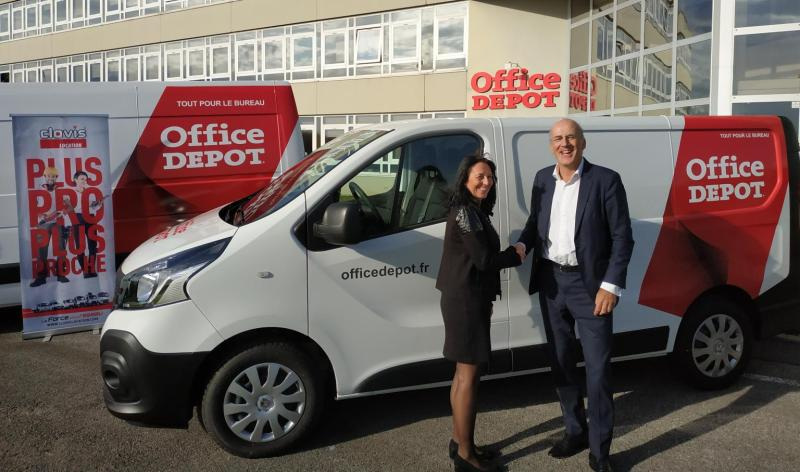 Office
DEPOT
TOUT POUR LE BUREAU
Office
DEPOT
clovis
LOCATION
PLUS
PRO
PLUS
PROCHE
officedepot.fr
TOUT POUR LE BUREAU
Office
DEPOT